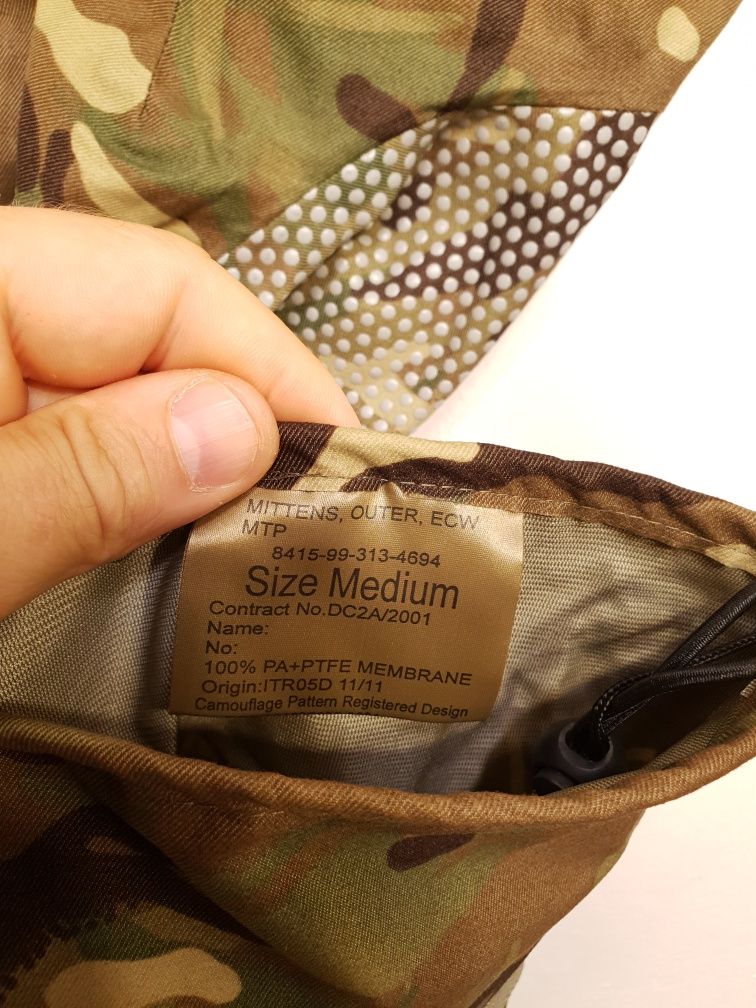 MITTENS, OUTER, ECW
MTP
8415-99-313-4694
Size Medium
Contract No.DC2A/2001
Name:
No:
100% PA+PTFE MEMBRANE
Origin:ITR05D 11/11
Camouflage Pattern Registered Design